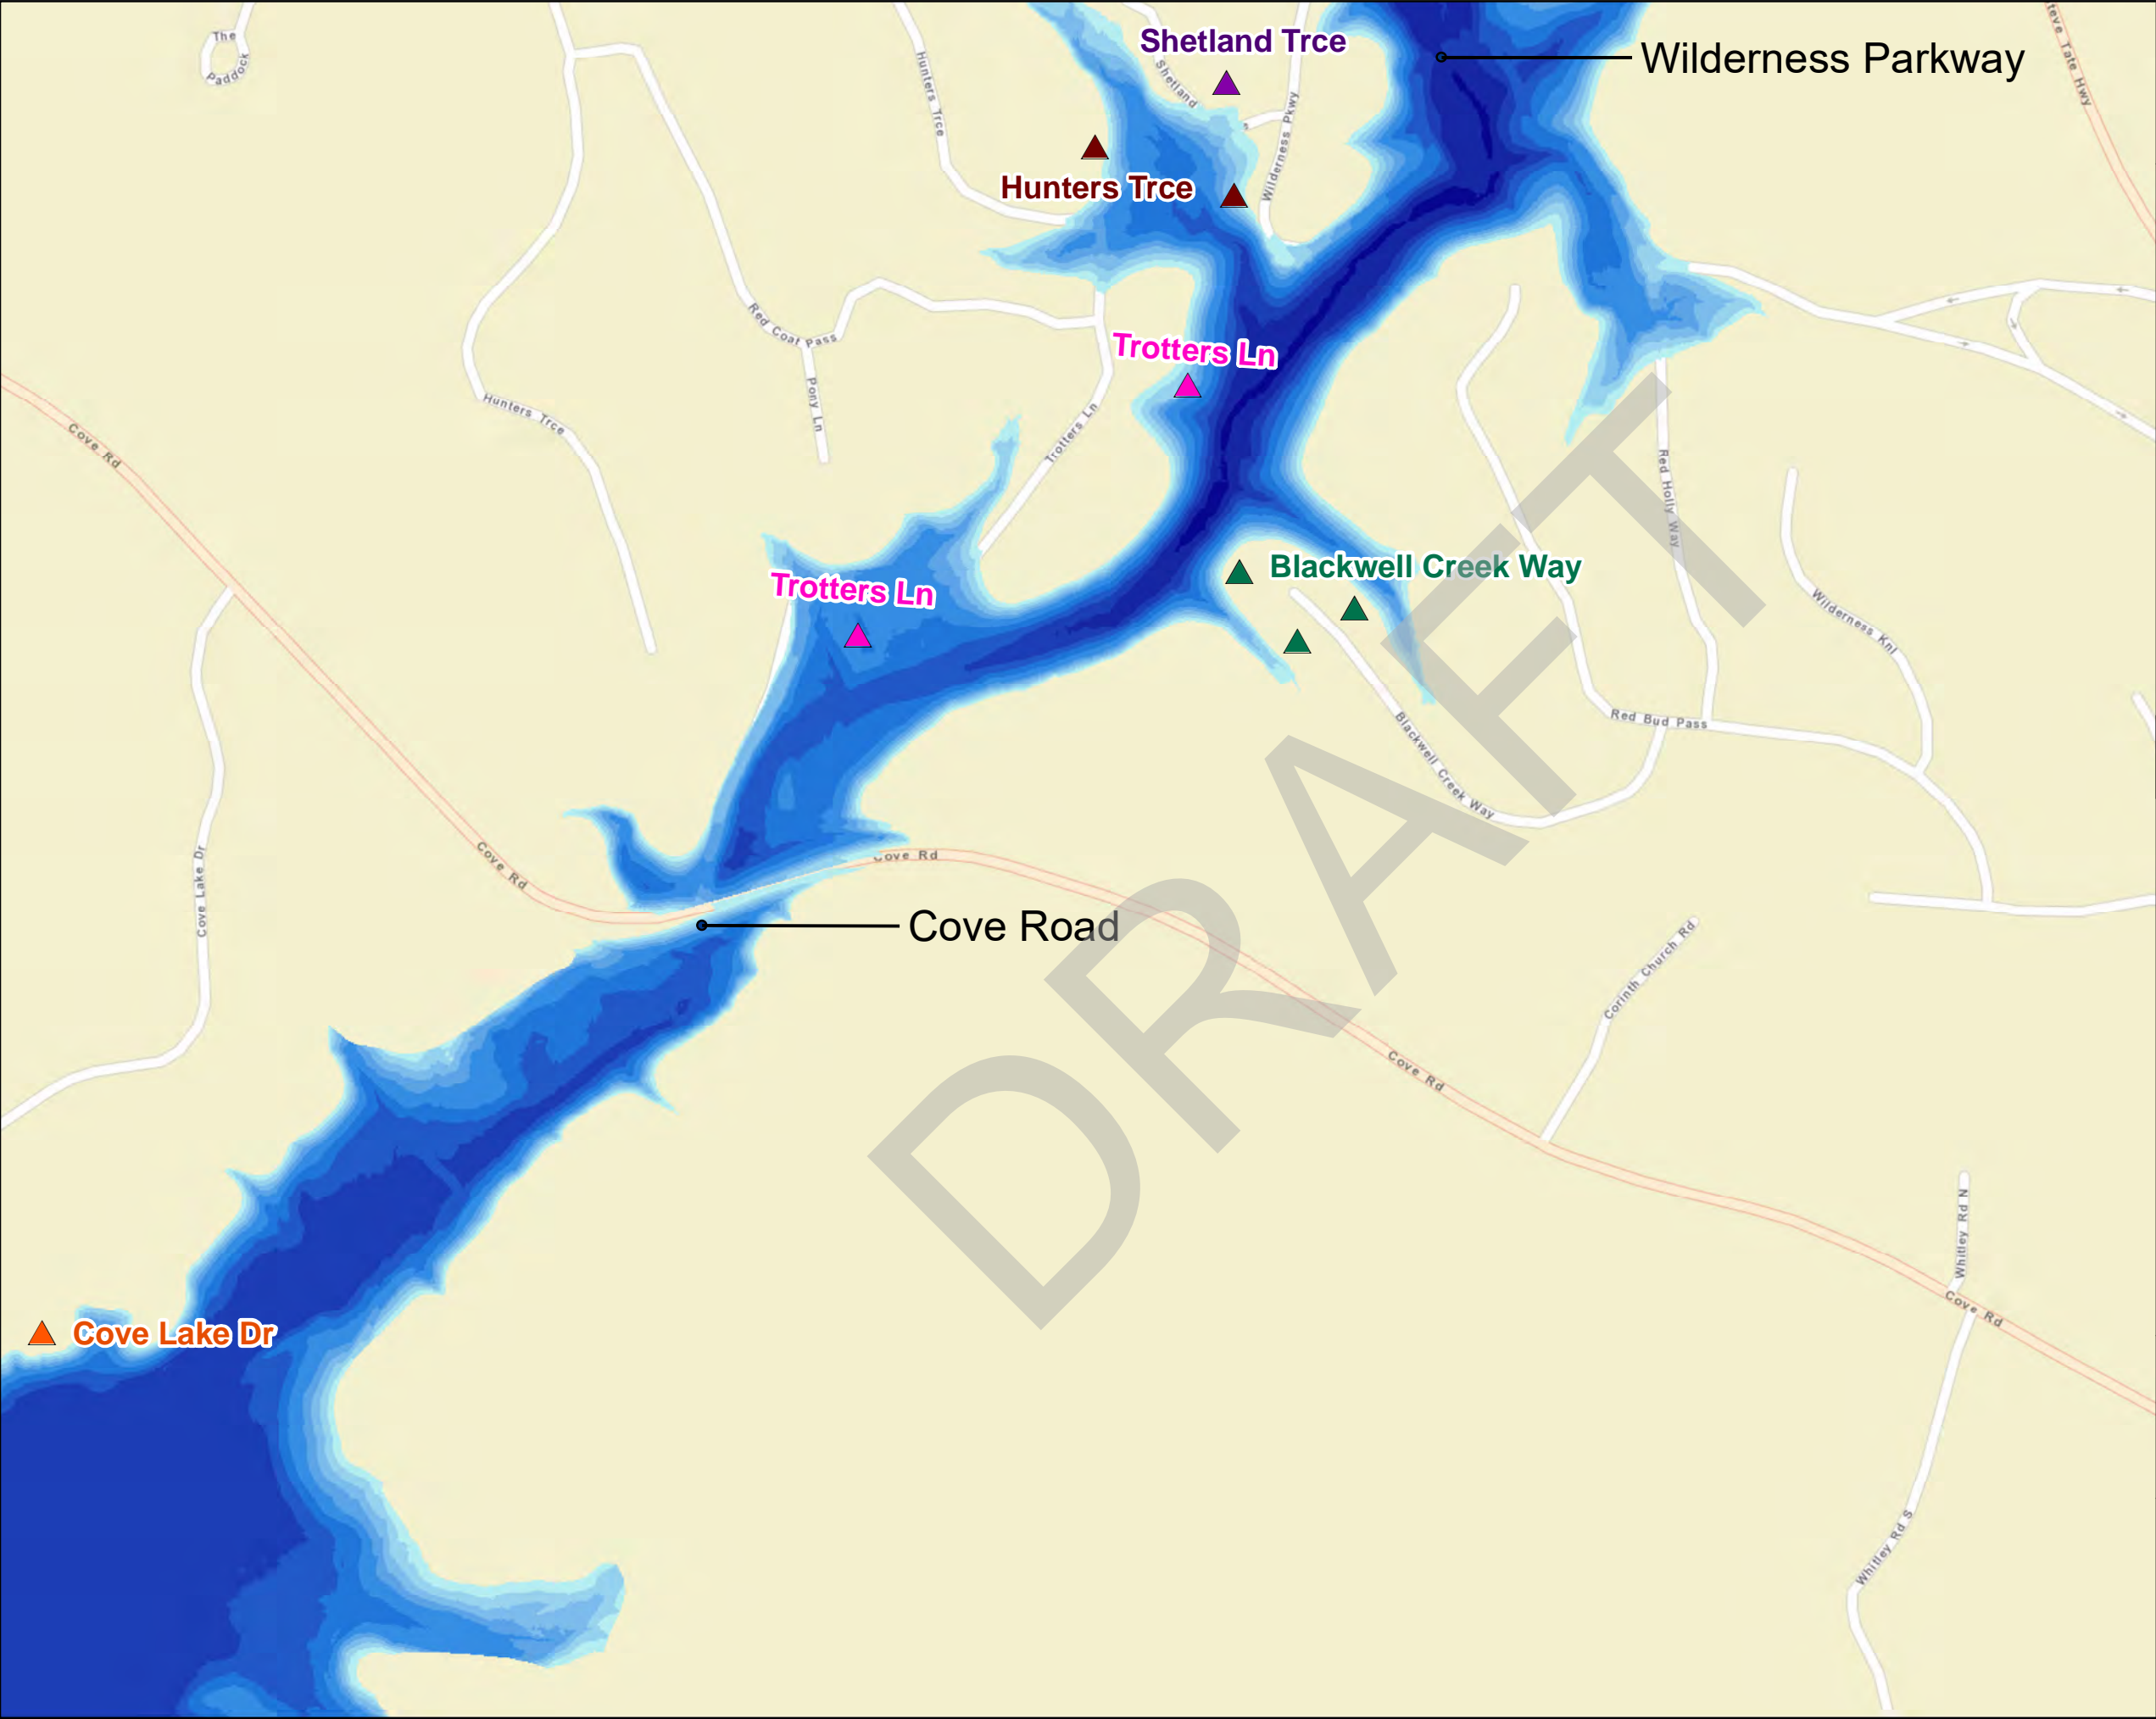 The
Paddock
Hunters Trce
Shetland Trce
Shetland
Wilderness Parkway
teve Tate Hwy
Wilderness Pkwy
s
Hunters Trce
Red Coat Pass
Trotters Ln
Pony Ln
Hunters Trce
Trotters Ln
Cove Rd
Red Holly Way
Trotters Ln
Blackwell Creek Way
Wilderness Knl
Red Bud Pass
Blackwell Creek Way
Cove Lake Dr
Cove Rd
Cove Rd
Cove Road
DRAFT
Corinth Church Rd
Cove Rd
Whitley Rd N
Cove Rd
Cove Lake Dr
Whitley Rd S